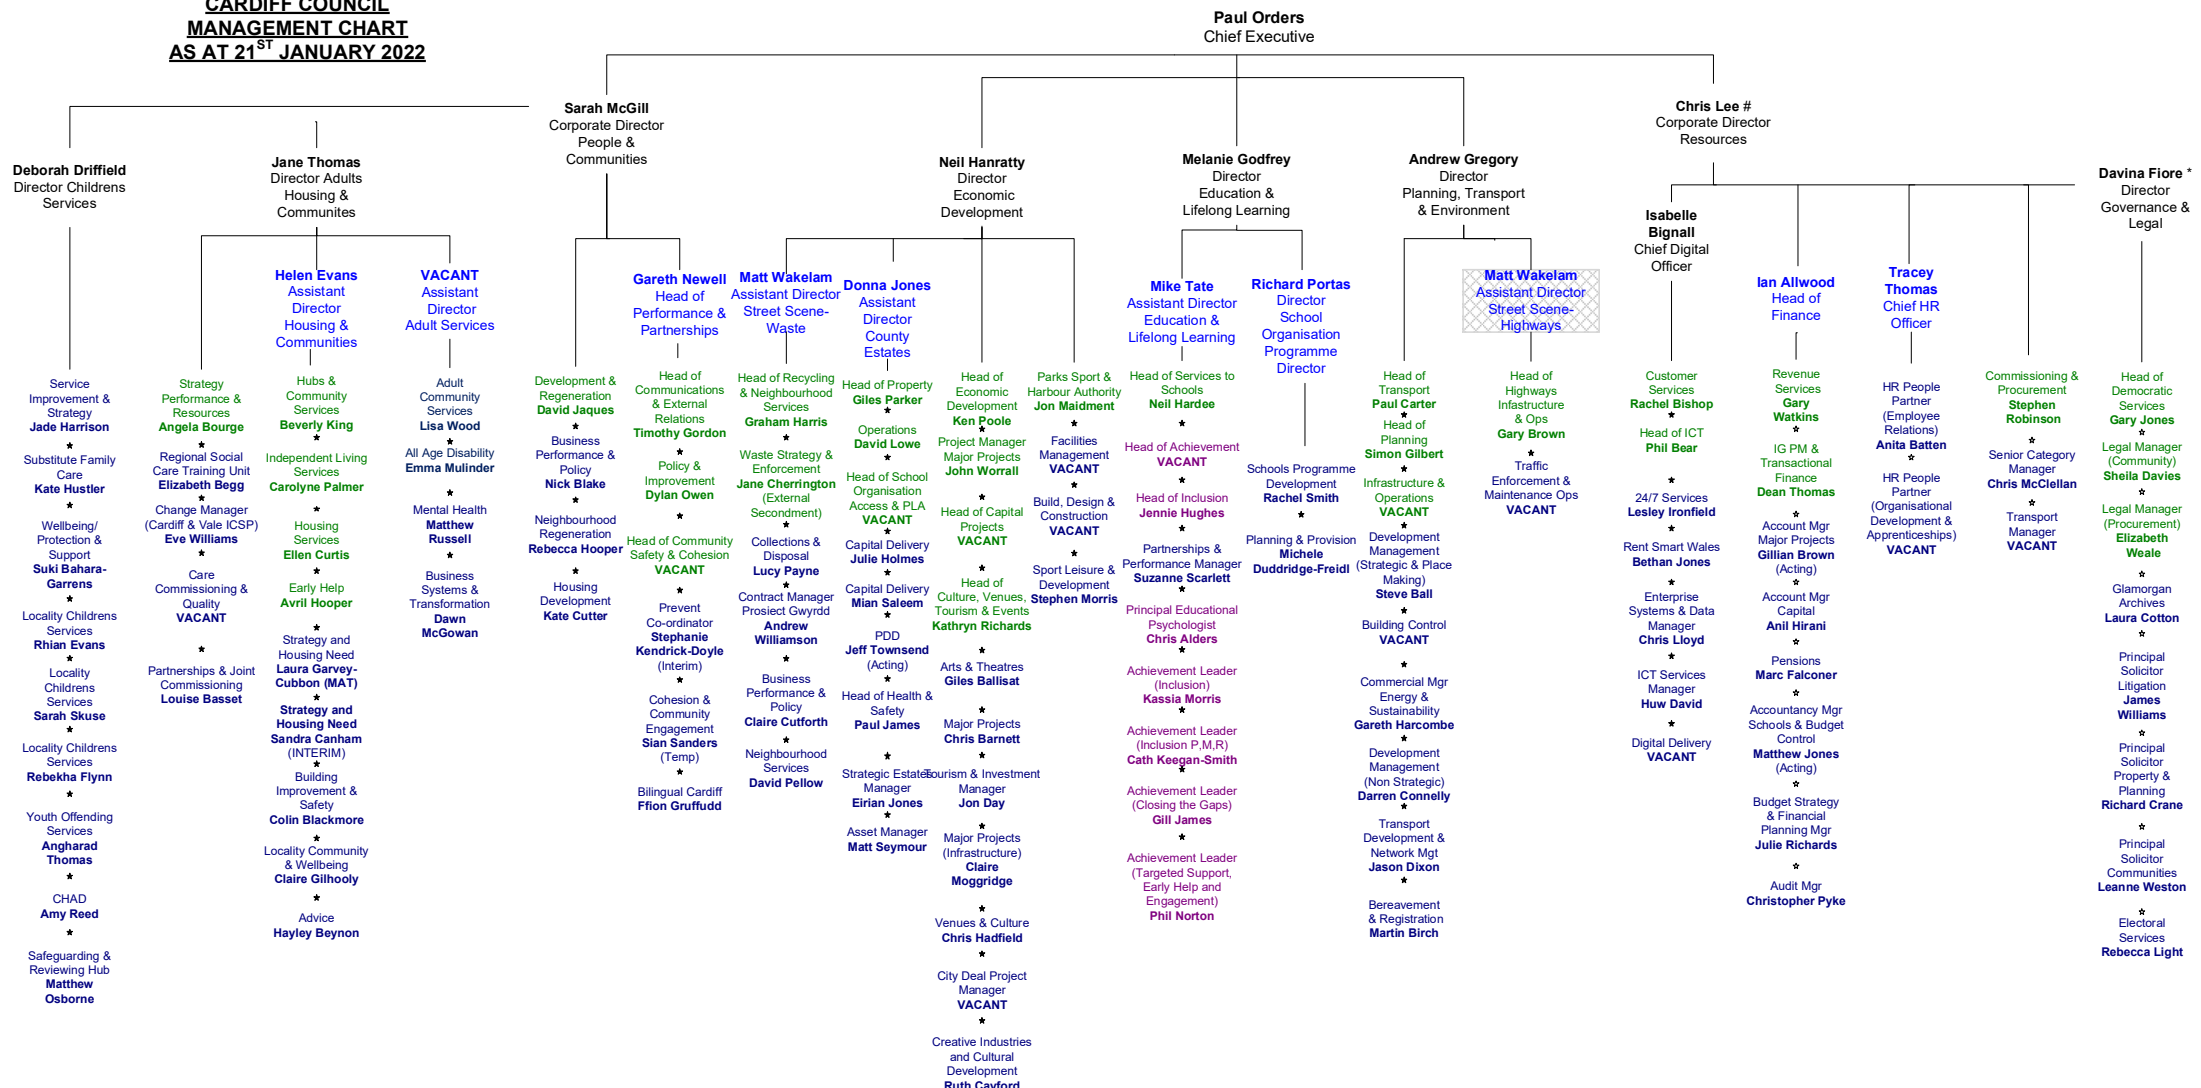 CARDIFF COUNCIL
MANAGEMENT CHART
AS AT 21ST JANUARY 2022
Paul Orders
Chief Executive
Sarah McGill
Corporate Director
People &
Communities
Chris Lee #
Corporate Director
Resources
Deborah Driffield
Director Childrens
Services
Jane Thomas
Director Adults
Housing &
Communites
Neil Hanratty
Director
Economic
Development
Melanie Godfrey
Director
Education &
Lifelong Learning
Andrew Gregory
Director
Planning, Transport
& Environment
Isabelle
Bignall
Chief Digital
Officer
Davina Fiore *
Director
Governance &
Legal
Helen Evans
Assistant
Director
Housing &
Communities
VACANT
Assistant
Director
Adult Services
Gareth Newell
Head of
Performance &
Partnerships
Matt Wakelam
Assistant Director
Street Scene-
Waste
Donna Jones
Assistant
Director
County
Estates
Mike Tate
Assistant Director
Education &
Lifelong Learning
Richard Portas
Director
School
Organisation
Programme
Director
Matt Wakelam
Assistant Director
Street Scene-
Highways
Ian Allwood
Head of
Finance
Tracey
Thomas
Chief HR
Officer
Service
Improvement &
Strategy
Jade Harrison
Substitute Family
Care
Kate Hustler
Wellbeing/
Protection &
Support
Suki Bahara-
Garrens
Locality Childrens
Services
Rhian Evans
Locality
Childrens
Services
Sarah Skuse
Locality Childrens
Services
Rebekha Flynn
Youth Offending
Services
Angharad
Thomas
CHAD
Amy Reed
Safeguarding &
Reviewing Hub
Matthew
Osborne
Strategy
Performance &
Resources
Angela Bourge
Regional Social
Care Training Unit
Elizabeth Begg
Change Manager
(Cardiff & Vale ICSP)
Eve Williams
Care
Commissioning &
Quality
VACANT
Partnerships & Joint
Commissioning
Louise Basset
Hubs &
Community
Services
Beverly King
Independent Living
Services
Carolyne Palmer
Housing
Services
Ellen Curtis
Early Help
Avril Hooper
Strategy and
Housing Need
Laura Garvey-
Cubbon (MAT)
Strategy and
Housing Need
Sandra Canham
(INTERIM)
Building
Improvement &
Safety
Colin Blackmore
Locality Community
& Wellbeing
Claire Gilhooly
Advice
Hayley Beynon
Adult
Community
Services
Lisa Wood
All Age Disability
Emma Mulinder
Mental Health
Matthew
Russell
Business
Systems &
Transformation
Dawn
McGowan
Development &
Regeneration
David Jaques
Business
Performance &
Policy
Nick Blake
Neighbourhood
Regeneration
Rebecca Hooper
Housing
Development
Kate Cutter
Head of
Communications
& External
Relations
Timothy Gordon
Policy &
Improvement
Dylan Owen
Head of Community
Safety & Cohesion
VACANT
Prevent
Co-ordinator
Stephanie
Kendrick-Doyle
(Interim)
Cohesion &
Community
Engagement
Sian Sanders
(Temp)
Bilingual Cardiff
Ffion Gruffudd
Head of Recycling
& Neighbourhood
Services
Graham Harris
Waste Strategy &
Enforcement
Jane Cherrington
(External
Secondment)
Collections &
Disposal
Lucy Payne
Contract Manager
Prosiect Gwyrdd
Andrew
Williamson
Business
Performance &
Policy
Claire Cutforth
Neighbourhood
Services
David Pellow
Head of Property
Giles Parker
Operations
David Lowe
Head of School
Organisation
Access & PLA
VACANT
Capital Delivery
Julie Holmes
Capital Delivery
Mian Saleem
PDD
Jeff Townsend
(Acting)
Head of Health &
Safety
Paul James
Strategic Estates
Manager
Eirian Jones
Asset Manager
Matt Seymour
Head of
Economic
Development
Ken Poole
Project Manager
Major Projects
John Worrall
Head of Capital
Projects
VACANT
Head of
Culture, Venues,
Tourism & Events
Kathryn Richards
Arts & Theatres
Giles Ballisat
Major Projects
Chris Barnett
Tourism & Investment
Manager
Jon Day
Major Projects
(Infrastructure)
Claire
Moggridge
Venues & Culture
Chris Hadfield
City Deal Project
Manager
VACANT
Creative Industries
and Cultural
Development
Ruth Cayford
Parks Sport &
Harbour Authority
Jon Maidment
Facilities
Management
VACANT
Build, Design &
Construction
VACANT
Sport Leisure &
Development
Stephen Morris
Head of Services to
Schools
Neil Hardee
Head of Achievement
VACANT
Head of Inclusion
Jennie Hughes
Partnerships &
Performance Manager
Suzanne Scarlett
Principal Educational
Psychologist
Chris Alders
Achievement Leader
(Inclusion)
Kassia Morris
Achievement Leader
(Inclusion P,M,R)
Cath Keegan-Smith
Achievement Leader
(Closing the Gaps)
Gill James
Achievement Leader
(Targeted Support,
Early Help and
Engagement)
Phil Norton
Schools Programme
Development
Rachel Smith
Planning & Provision
Michele
Duddridge-Freidl
Head of
Transport
Paul Carter
Head of
Planning
Simon Gilbert
Infrastructure &
Operations
VACANT
Development
Management
(Strategic & Place
Making)
Steve Ball
Building Control
VACANT
Commercial Mgr
Energy &
Sustainability
Gareth Harcombe
Development
Management
(Non Strategic)
Darren Connelly
Transport
Development &
Network Mgt
Jason Dixon
Bereavement
& Registration
Martin Birch
Head of
Highways
Infastructure
& Ops
Gary Brown
Traffic
Enforcement &
Maintenance Ops
VACANT
Customer
Services
Rachel Bishop
Head of ICT
Phil Bear
24/7 Services
Lesley Ironfield
Rent Smart Wales
Bethan Jones
Enterprise
Systems & Data
Manager
Chris Lloyd
ICT Services
Manager
Huw David
Digital Delivery
VACANT
Revenue
Services
Gary
Watkins
IG PM &
Transactional
Finance
Dean Thomas
Account Mgr
Major Projects
Gillian Brown
(Acting)
Account Mgr
Capital
Anil Hirani
Pensions
Marc Falconer
Accountancy Mgr
Schools & Budget
Control
Matthew Jones
(Acting)
Budget Strategy
& Financial
Planning Mgr
Julie Richards
Audit Mgr
Christopher Pyke
HR People
Partner
(Employee
Relations)
Anita Batten
HR People
Partner
(Organisational
Development &
Apprenticeships)
VACANT
Commissioning &
Procurement
Stephen
Robinson
Senior Category
Manager
Chris McClellan
Transport
Manager
VACANT
Head of
Democratic
Services
Gary Jones
Legal Manager
(Community)
Sheila Davies
Legal Manager
(Procurement)
Elizabeth
Weale
Glamorgan
Archives
Laura Cotton
Principal
Solicitor
Litigation
James
Williams
Principal
Solicitor
Property &
Planning
Richard Crane
Principal
Solicitor
Communities
Leanne Weston
Electoral
Services
Rebecca Light